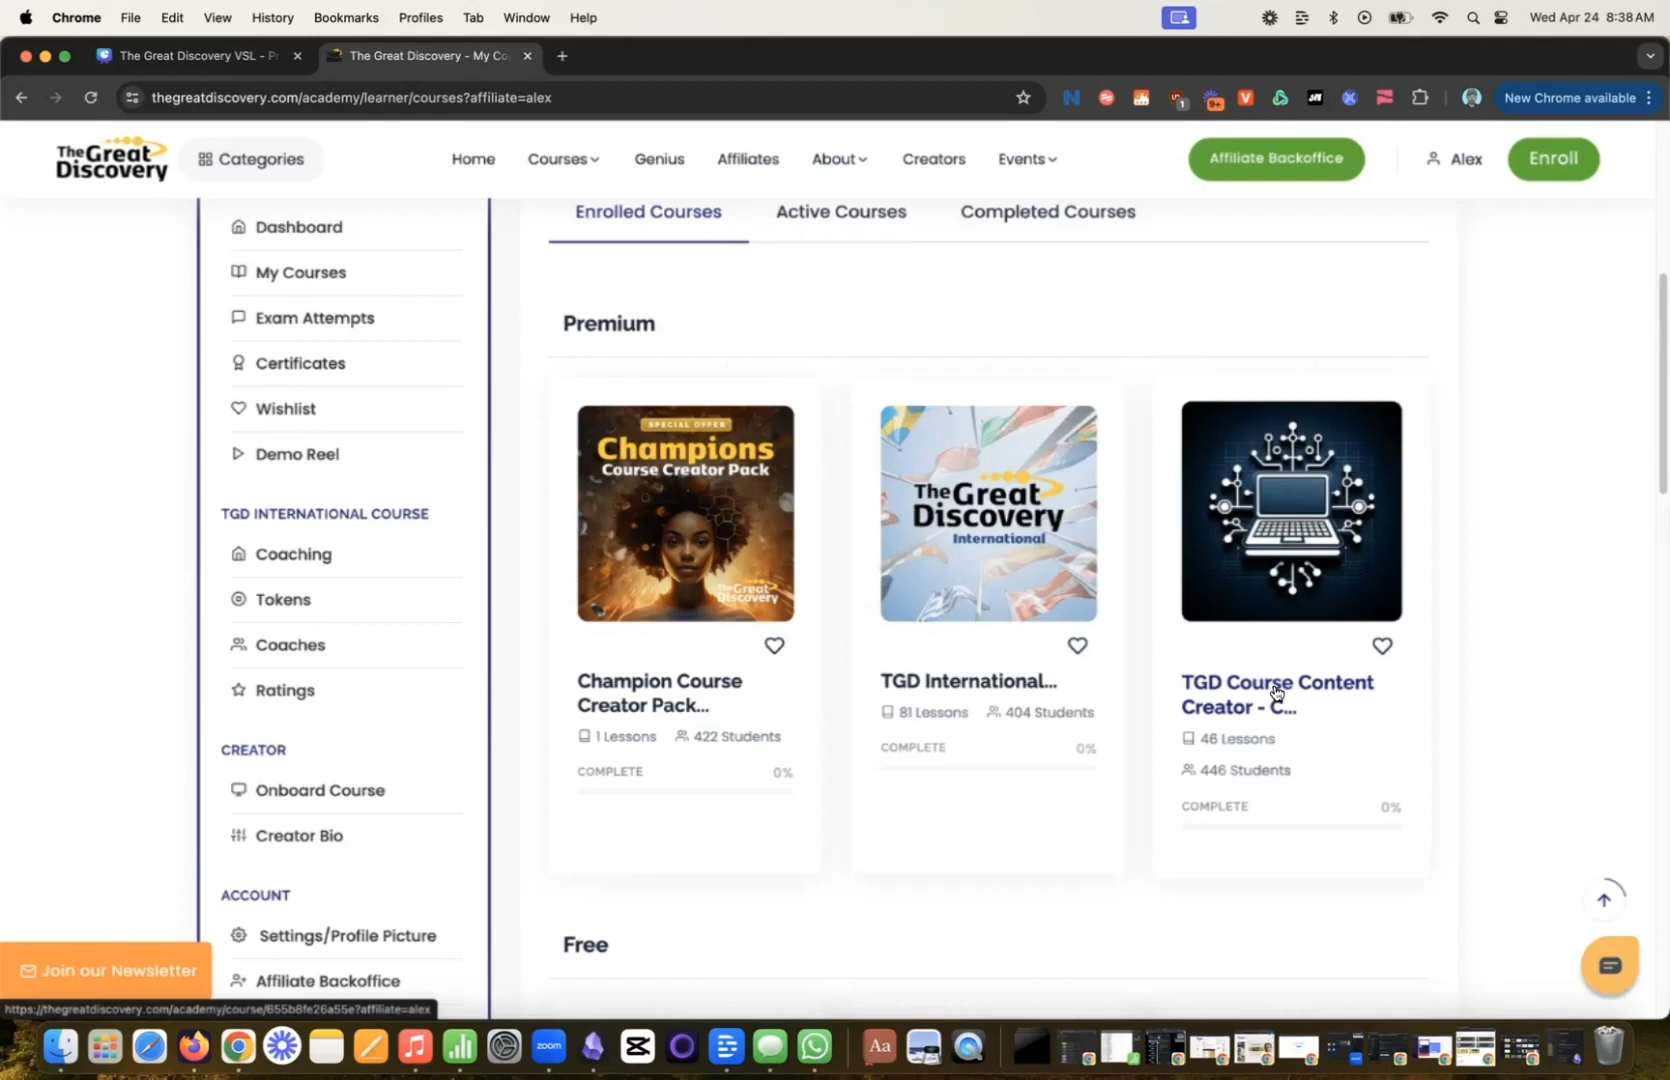 Chrome File Edit View History Bookmarks Profiles Tab Window Help Wed Apr 24 8:38 AM
The Great Discovery VSL - P The Great Discovery - My Co
thegreatdiscovery.com/academy/learner/courses?affiliate=alex 1 9+ New Chrome available
The Great Discovery
Categories Home Courses Genius Affiliates About Creators Events Affiliate Backoffice Alex Enroll
Dashboard
My Courses
Exam Attempts
Certificates
Wishlist
Demo Reel
TGD INTERNATIONAL COURSE
Coaching
Tokens
Coaches
Ratings
CREATOR
Onboard Course
Creator Bio
ACCOUNT
Settings/Profile Picture
Affiliate Backoffice
Join our Newsletter
https://thegreatdiscovery.com/academy/course/655b8fe26a55e?affiliate=alex
Enrolled Courses Active Courses Completed Courses
Premium
SPECIAL OFFER
Champions
Course Creator Pack
The Great Discovery
Champion Course
Creator Pack...
1 Lessons 422 Students
COMPLETE 0%
The Great
Discovery
International
TGD International...
81 Lessons 404 Students
COMPLETE 0%
TGD Course Content
Creator - C...
46 Lessons
446 Students
COMPLETE 0%
Free
zoom
Aa